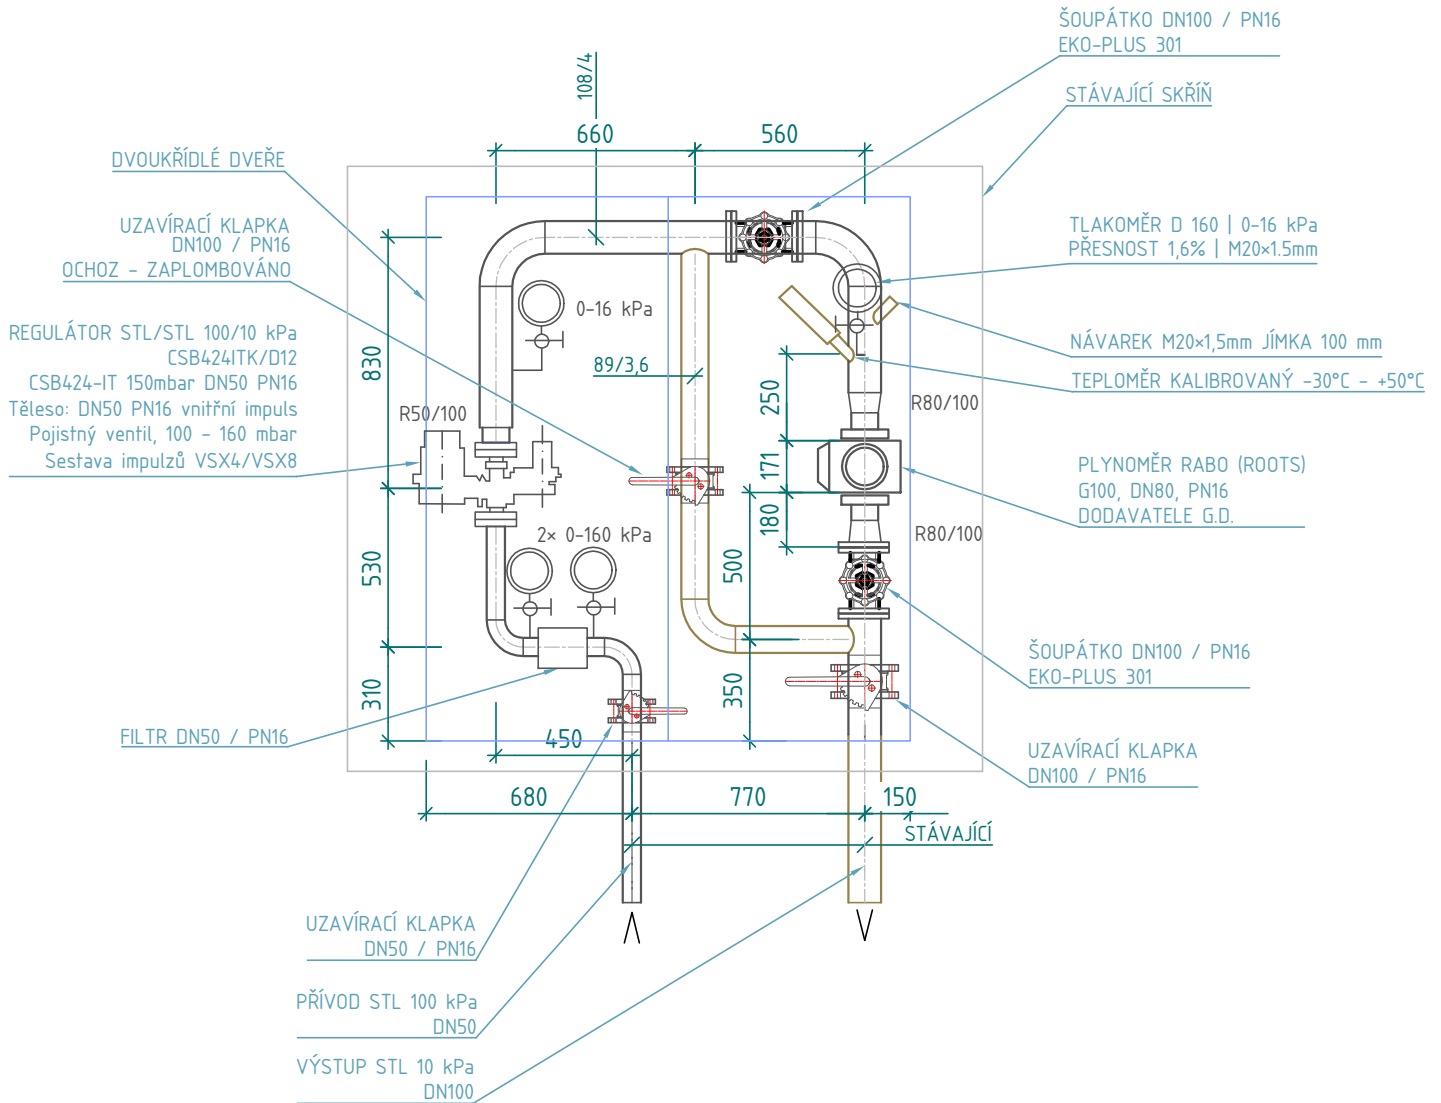 ŠOUPÁTKO DN100 / PN16
EKO-PLUS 301
STÁVAJÍCÍ SKŘÍŇ
108/4
660
560
DVOUKŘÍDLÉ DVEŘE
UZAVÍRACÍ KLAPKA
DN100 / PN16
OCHOZ - ZAPLOMBOVÁNO
TLAKOMĚR D 160 | 0-16 kPa
PŘESNOST 1,6% | M20×1.5mm
0-16 kPa
REGULÁTOR STL/STL 100/10 kPa
CSB424ITK/D12
CSB424-IT 150mbar DN50 PN16
Těleso: DN50 PN16 vnitřní impuls
Pojistný ventil, 100 - 160 mbar
Sestava impulzů VSX4/VSX8
NÁVAREK M20×1,5mm JÍMKA 100 mm
TEPLOMĚR KALIBROVANÝ -30°C - +50°C
830
89/3,6
250
R50/100
R80/100
171
PLYNOMĚR RABO (ROOTS)
G100, DN80, PN16
DODAVATELE G.D.
180
R80/100
2× 0-160 kPa
530
500
ŠOUPÁTKO DN100 / PN16
EKO-PLUS 301
310
350
FILTR DN50 / PN16
450
UZAVÍRACÍ KLAPKA
DN100 / PN16
680
770
150
STÁVAJÍCÍ
UZAVÍRACÍ KLAPKA
DN50 / PN16
PŘÍVOD STL 100 kPa
DN50
VÝSTUP STL 10 kPa
DN100